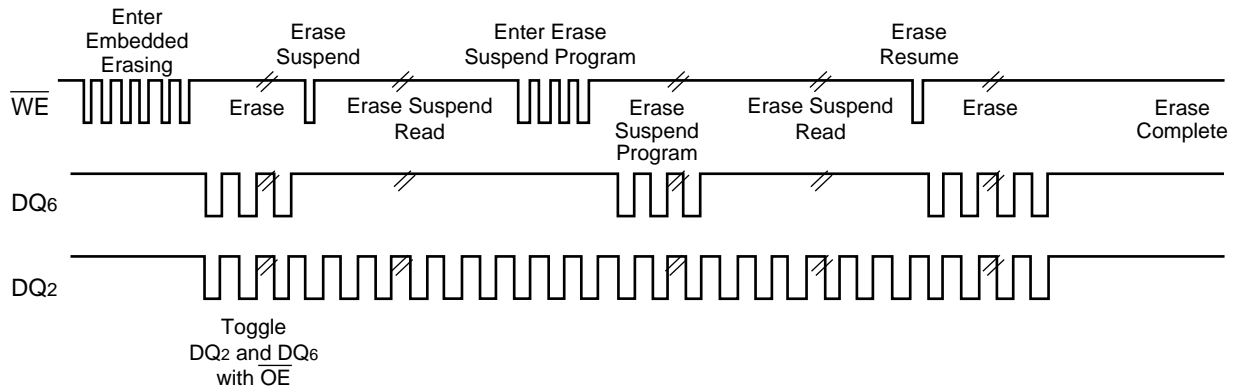 Enter
Embedded
Erasing
Erase
Suspend
Enter Erase
Suspend Program
Erase
Resume
WE
Erase
Erase Suspend
Read
Erase
Suspend
Program
Erase Suspend
Read
Erase
Erase
Complete
DQ6
DQ2
Toggle
DQ2 and DQ6
with OE